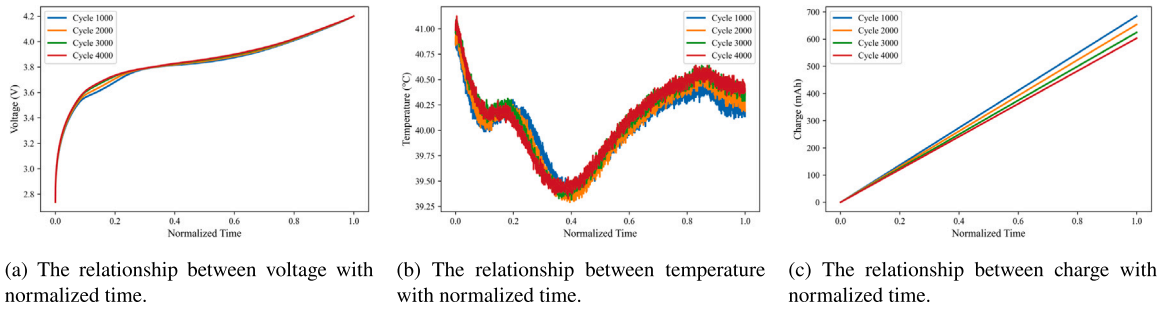 Cycle 1000
Cycle 2000
Cycle 3000
Cycle 4000
4.2
4.0
3.8
3.6
3.4
3.2
3.0
2.8
Voltage (V)
0.0 0.2 0.4 0.6 0.8 1.0
Normalized Time
(a) The relationship between voltage with
normalized time.
Cycle 1000
Cycle 2000
Cycle 3000
Cycle 4000
41.00
40.75
40.50
40.25
40.00
39.75
39.50
39.25
Temperature (°C)
0.0 0.2 0.4 0.6 0.8 1.0
Normalized Time
(b) The relationship between temperature
with normalized time.
Cycle 1000
Cycle 2000
Cycle 3000
Cycle 4000
700
600
500
400
300
200
100
0
Charge (mAh)
0.0 0.2 0.4 0.6 0.8 1.0
Normalized Time
(c) The relationship between charge with
normalized time.